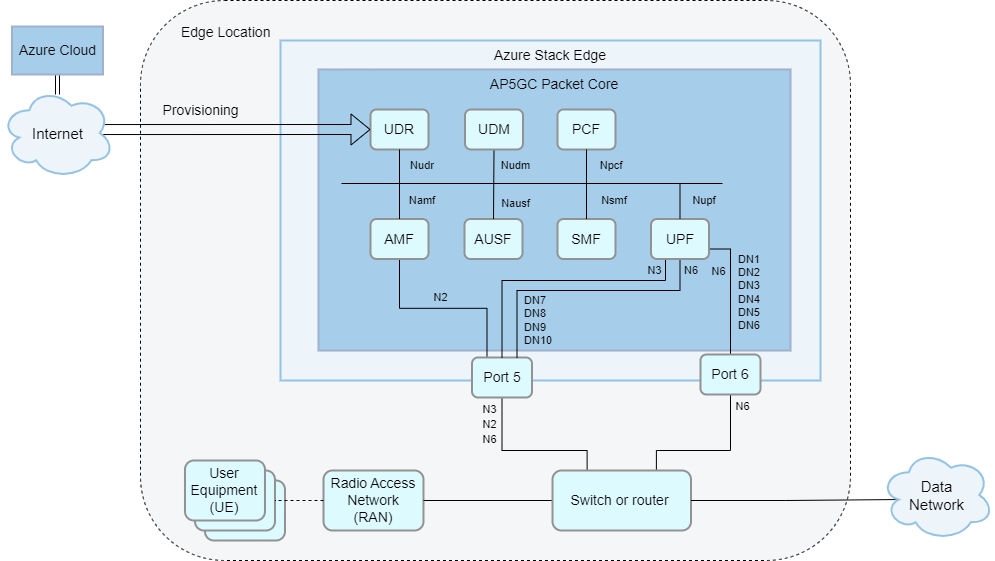 Edge Location
Azure Cloud
Azure Stack Edge
AP5GC Packet Core
Provisioning
Internet
UDR
UDM
PCF
Nudr
Nudm
Npcf
Namf
Nausf
Nsmf
Nupf
AMF
AUSF
SMF
UPF
N3
N6
N6
DN1
DN2
DN3
DN4
DN5
DN6
N2
DN7
DN8
DN9
DN10
Port 5
Port 6
N3
N2
N6
N6
User
Equipment
(UE)
Radio Access
Network
(RAN)
Switch or router
Data
Network